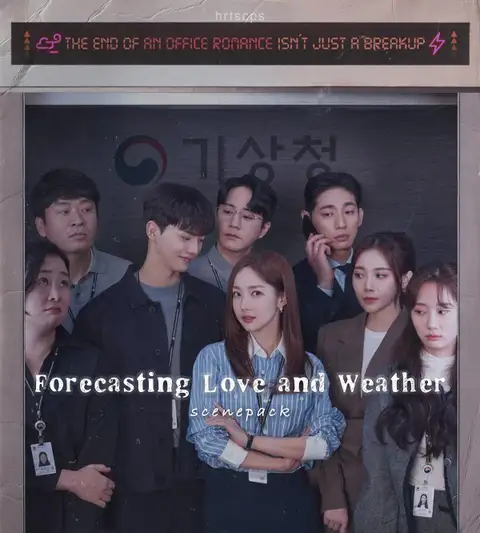 hrtscps
THE END OF AN OFFICE ROMANCE ISN'T JUST A BREAKUP
기상청
Forecasting Love and Weather
scenepack